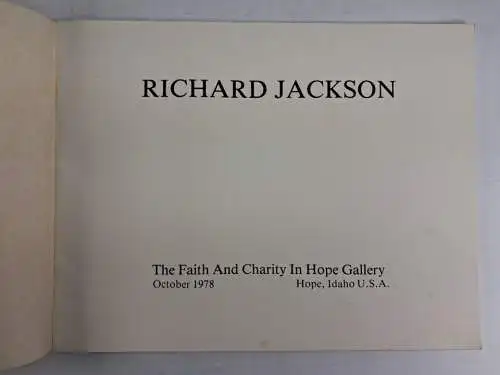 RICHARD JACKSON
The Faith And Charity In Hope Gallery
October 1978 Hope, Idaho U.S.A.